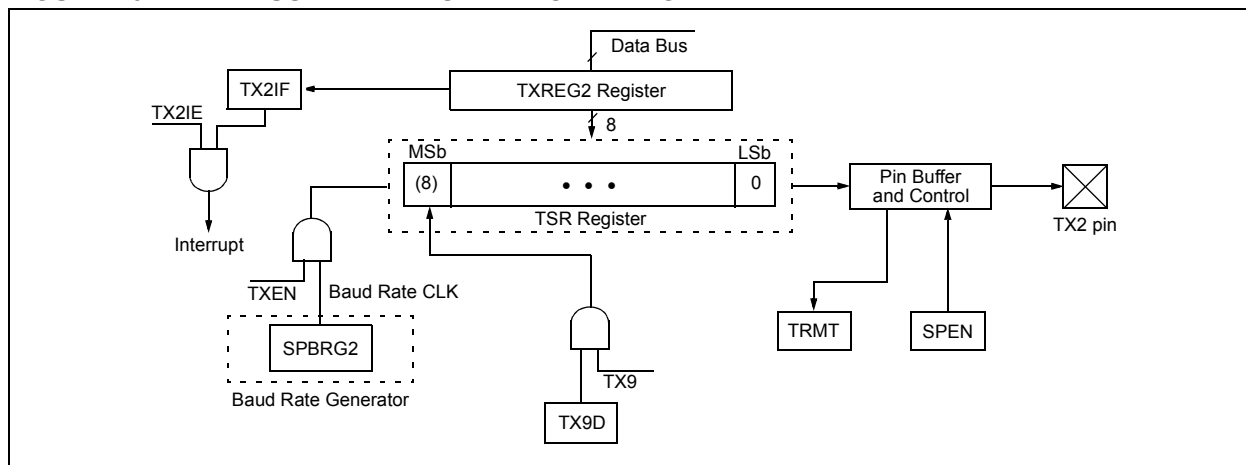 Data Bus
TXREG2 Register
TX2IF
TX2IE
8
MSb
LSb
(8)
• • •
0
TSR Register
Pin Buffer
and Control
TX2 pin
Interrupt
TXEN
Baud Rate CLK
TRMT
SPEN
SPBRG2
TX9
Baud Rate Generator
TX9D